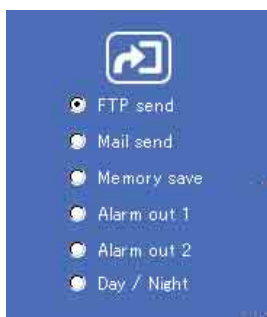 FTP send
Mail send
Memory save
Alarm out 1
Alarm out 2
Day / Night